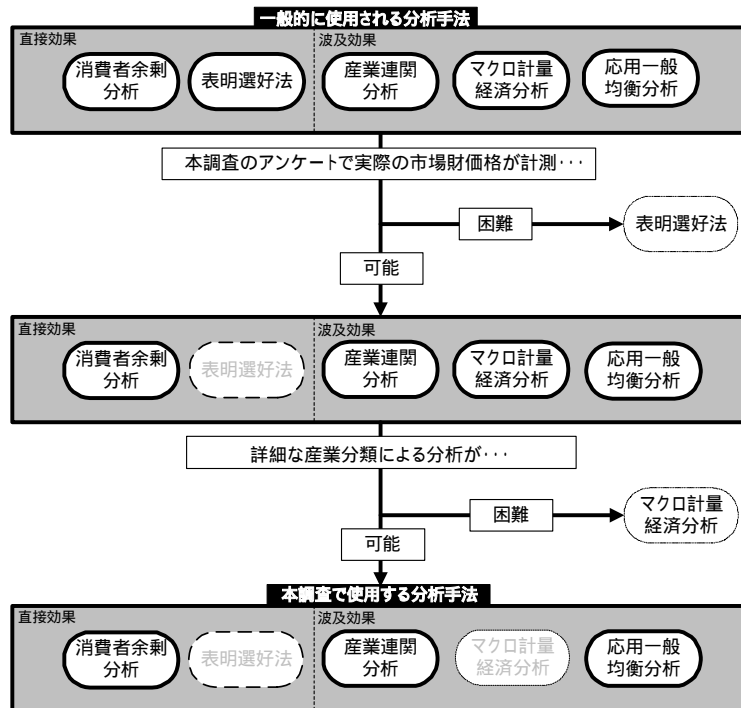 一般的に使用される分析手法
直接効果
波及効果
消費者余剰
分析
表明選好法
産業連関
分析
マクロ計量
経済分析
応用一般
均衡分析
本調査のアンケートで実際の市場財価格が計測･･･
困難
表明選好法
可能
直接効果
波及効果
消費者余剰
分析
表明選好法
産業連関
分析
マクロ計量
経済分析
応用一般
均衡分析
詳細な産業分類による分析が･･･
困難
マクロ計量
経済分析
可能
本調査で使用する分析手法
直接効果
波及効果
消費者余剰
分析
表明選好法
産業連関
分析
マクロ計量
経済分析
応用一般
均衡分析